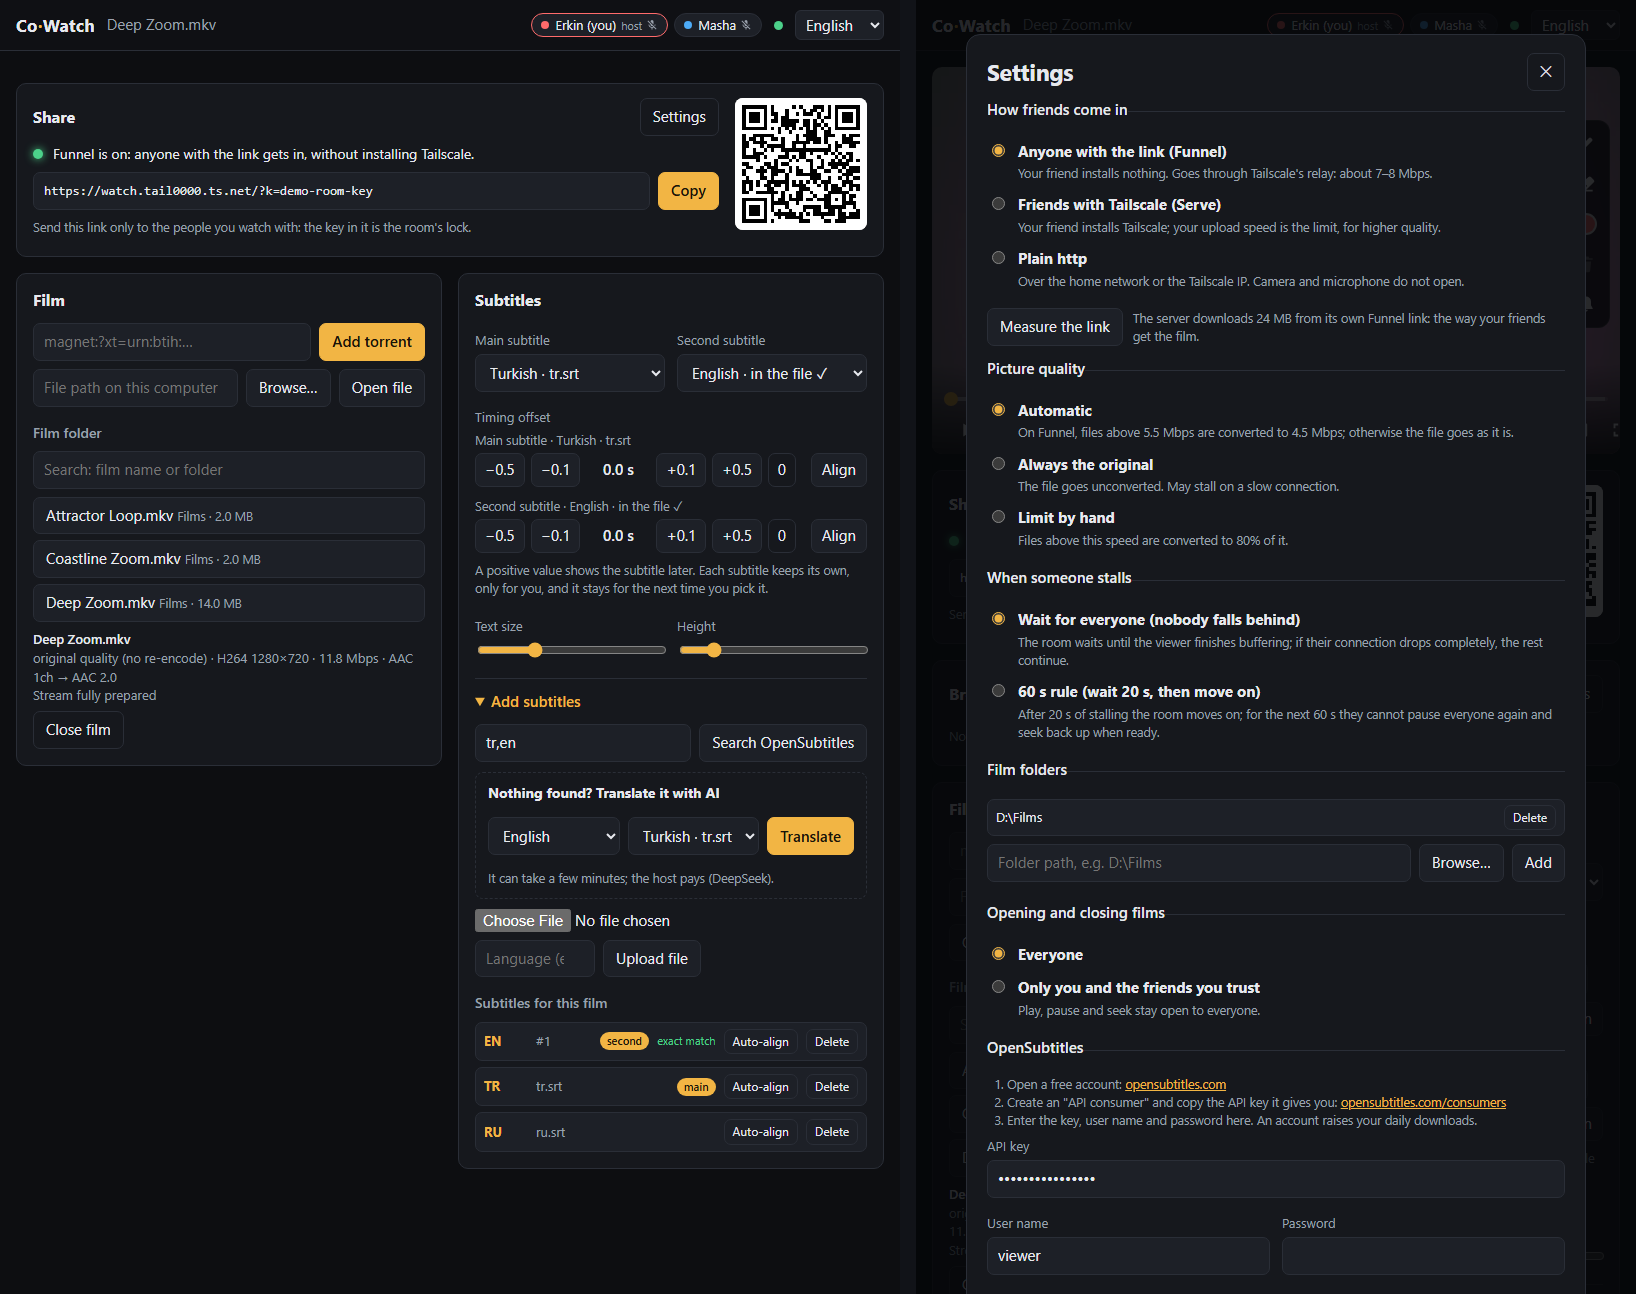 Co·Watch Deep Zoom.mkv
Erkin (you) host
Masha
English
Share
Settings
Funnel is on: anyone with the link gets in, without installing Tailscale.
https://watch.tail0000.ts.net/?k=demo-room-key
Copy
Send this link only to the people you watch with: the key in it is the room's lock.
Film
magnet:?xt=urn:btih:...
Add torrent
File path on this computer
Browse...
Open file
Film folder
Search: film name or folder
Attractor Loop.mkv Films · 2.0 MB
Coastline Zoom.mkv Films · 2.0 MB
Deep Zoom.mkv Films · 14.0 MB
Deep Zoom.mkv
original quality (no re-encode) · H264 1280×720 · 11.8 Mbps · AAC
1ch → AAC 2.0
Stream fully prepared
Close film
Subtitles
Main subtitle
Second subtitle
Turkish · tr.srt
English · in the file ✓
Timing offset
Main subtitle · Turkish · tr.srt
−0.5 −0.1 0.0 s +0.1 +0.5 0 Align
Second subtitle · English · in the file ✓
−0.5 −0.1 0.0 s +0.1 +0.5 0 Align
A positive value shows the subtitle later. Each subtitle keeps its own,
only for you, and it stays for the next time you pick it.
Text size
Height
▼ Add subtitles
tr,en
Search OpenSubtitles
Nothing found? Translate it with AI
English
Turkish · tr.srt
Translate
It can take a few minutes; the host pays (DeepSeek).
Choose File No file chosen
Language (e
Upload file
Subtitles for this film
EN #1 second exact match Auto-align Delete
TR tr.srt main Auto-align Delete
RU ru.srt Auto-align Delete
Co·Watch Deep Zoom.mkv
Erkin (you) host
Masha
English
Settings
How friends come in
Anyone with the link (Funnel)
Your friend installs nothing. Goes through Tailscale's relay: about 7–8 Mbps.
Friends with Tailscale (Serve)
Your friend installs Tailscale; your upload speed is the limit, for higher quality.
Plain http
Over the home network or the Tailscale IP. Camera and microphone do not open.
Measure the link
The server downloads 24 MB from its own Funnel link: the way your friends
get the film.
Picture quality
Automatic
On Funnel, files above 5.5 Mbps are converted to 4.5 Mbps; otherwise the file goes as it is.
Always the original
The file goes unconverted. May stall on a slow connection.
Limit by hand
Files above this speed are converted to 80% of it.
When someone stalls
Wait for everyone (nobody falls behind)
The room waits until the viewer finishes buffering; if their connection drops completely, the rest
continue.
60 s rule (wait 20 s, then move on)
After 20 s of stalling the room moves on; for the next 60 s they cannot pause everyone again and
seek back up when ready.
Film folders
D:\Films
Delete
Folder path, e.g. D:\Films
Browse...
Add
Opening and closing films
Everyone
Only you and the friends you trust
Play, pause and seek stay open to everyone.
OpenSubtitles
1. Open a free account: opensubtitles.com
2. Create an "API consumer" and copy the API key it gives you: opensubtitles.com/consumers
3. Enter the key, user name and password here. An account raises your daily downloads.
API key
••••••••••••••••
User name
Password
viewer